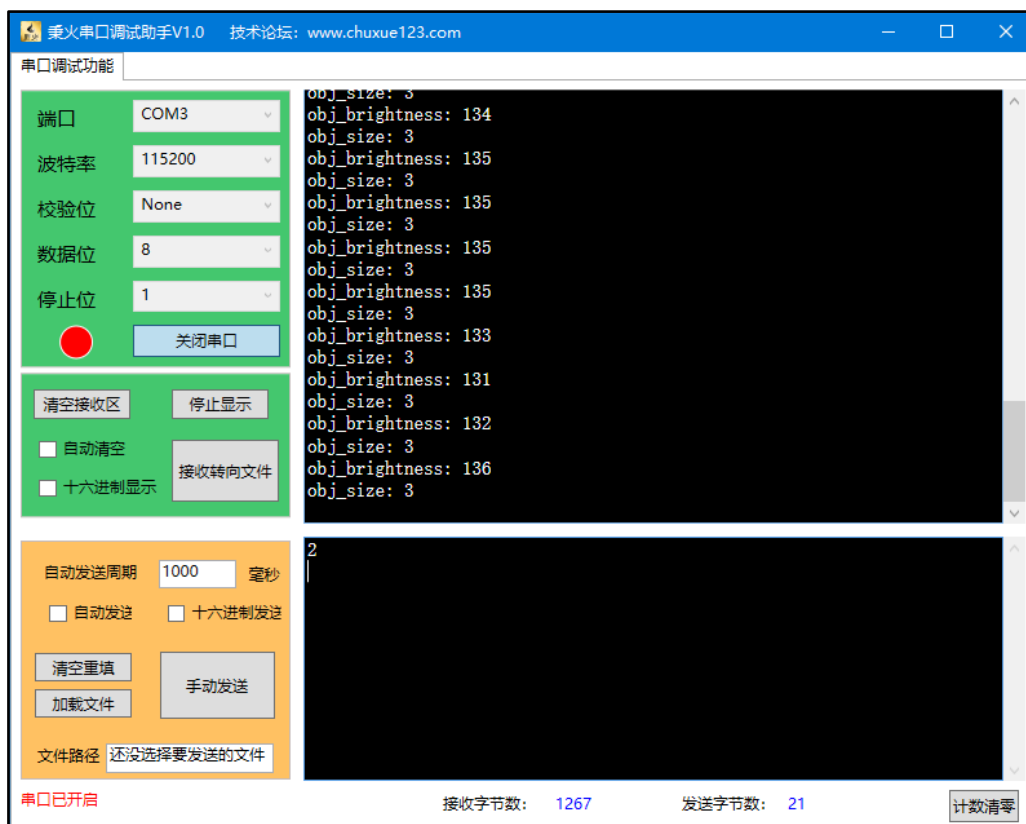 秉火串口调试助手V1.0 技术论坛：www.chuxue123.com
串口调试功能
端口 COM3
波特率 115200
校验位 None
数据位 8
停止位 1
关闭串口
清空接收区 停止显示
自动清空
接收转向文件
十六进制显示
obj_size: 3
obj_brightness: 134
obj_size: 3
obj_brightness: 135
obj_size: 3
obj_brightness: 135
obj_size: 3
obj_brightness: 135
obj_size: 3
obj_brightness: 135
obj_size: 3
obj_brightness: 133
obj_size: 3
obj_brightness: 131
obj_size: 3
obj_brightness: 132
obj_size: 3
obj_brightness: 136
obj_size: 3
自动发送周期 1000 毫秒
自动发送 十六进制发送
清空重填
手动发送
加载文件
文件路径 还没选择要发送的文件
2
串口已开启 接收字节数： 1267 发送字节数： 21 计数清零